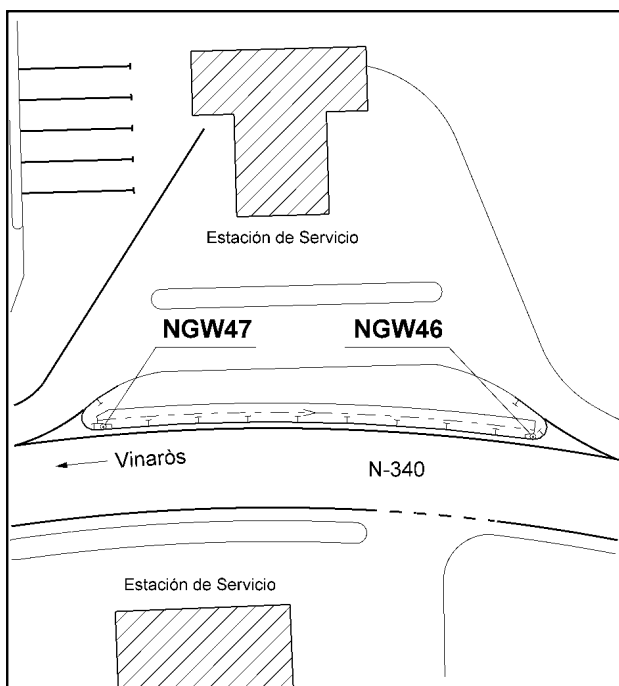 Estación de Servicio
NGW47
NGW46
Vinaròs
N-340
Estación de Servicio